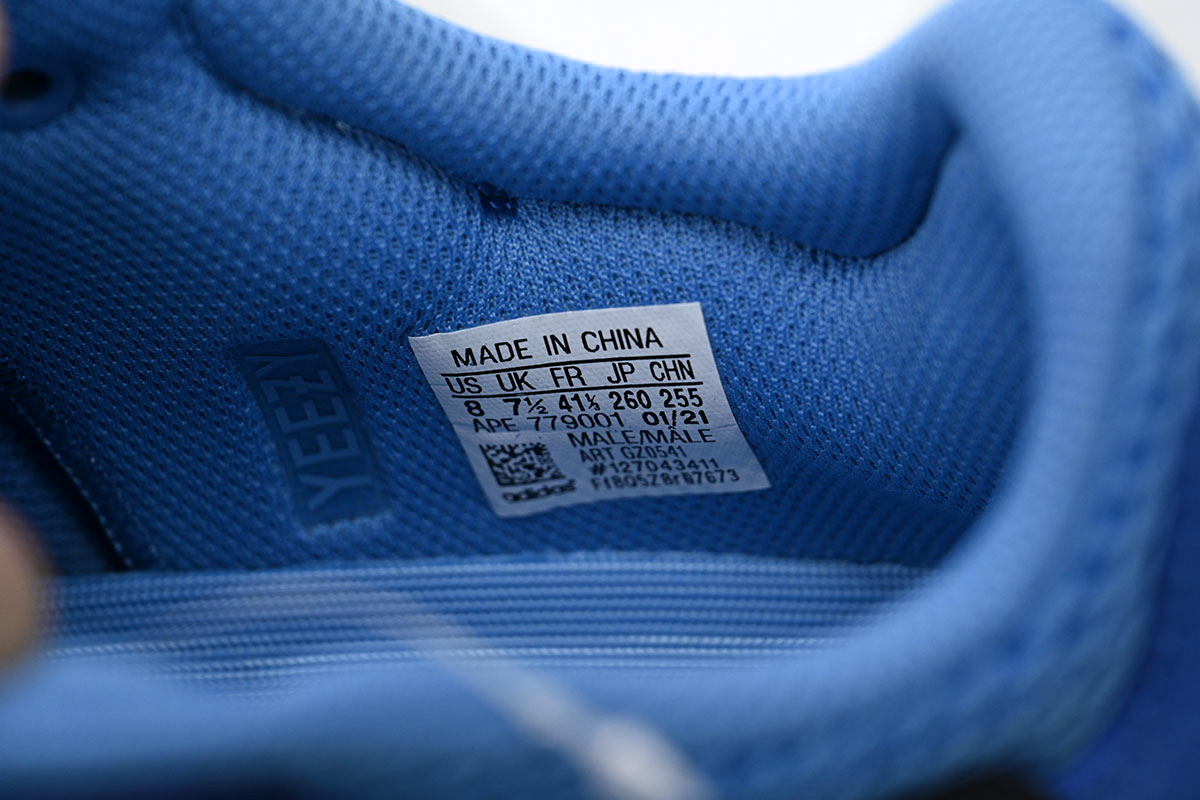 YEEZY
MADE IN CHINA
US UK FR JP CHN
8 7½ 41⅓ 260 255
APE 779001 01/21
MALE/MÂLE
ART GZ0541
#127043411
Ff8Q5Z8r87673
adidas